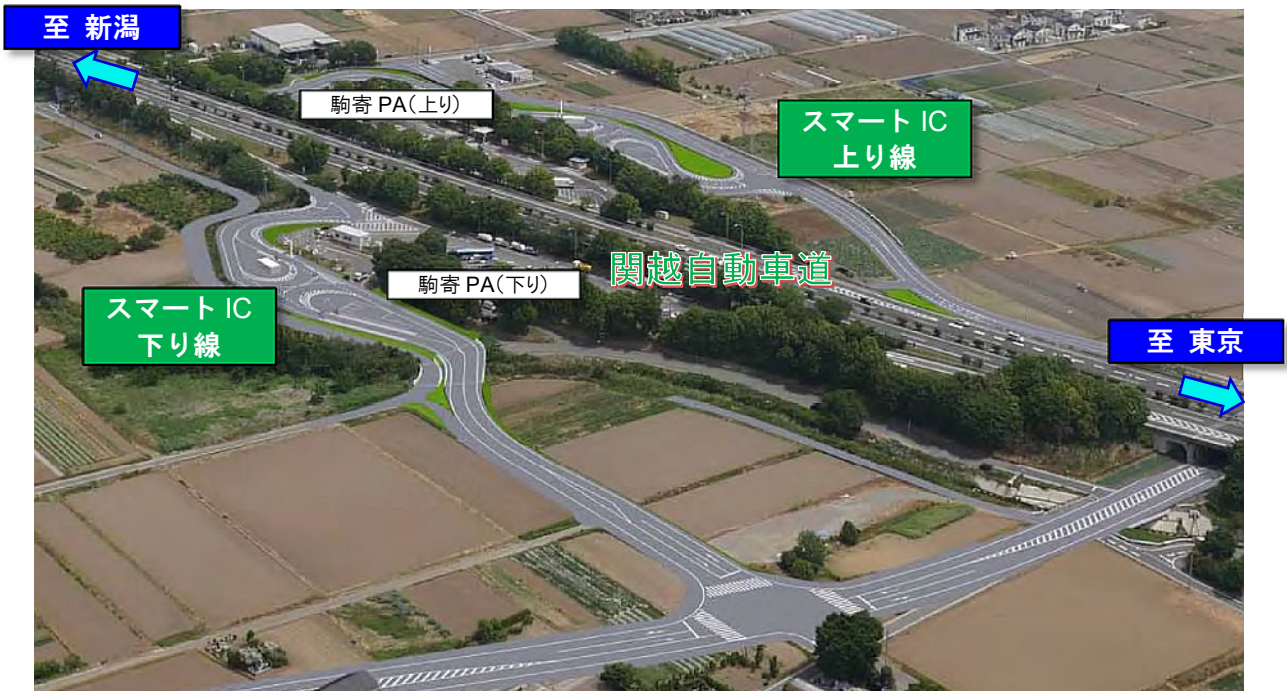 至 新潟
駒寄 PA(上り)
スマート IC
上り線
関越自動車道
駒寄 PA(下り)
スマート IC
下り線
至 東京